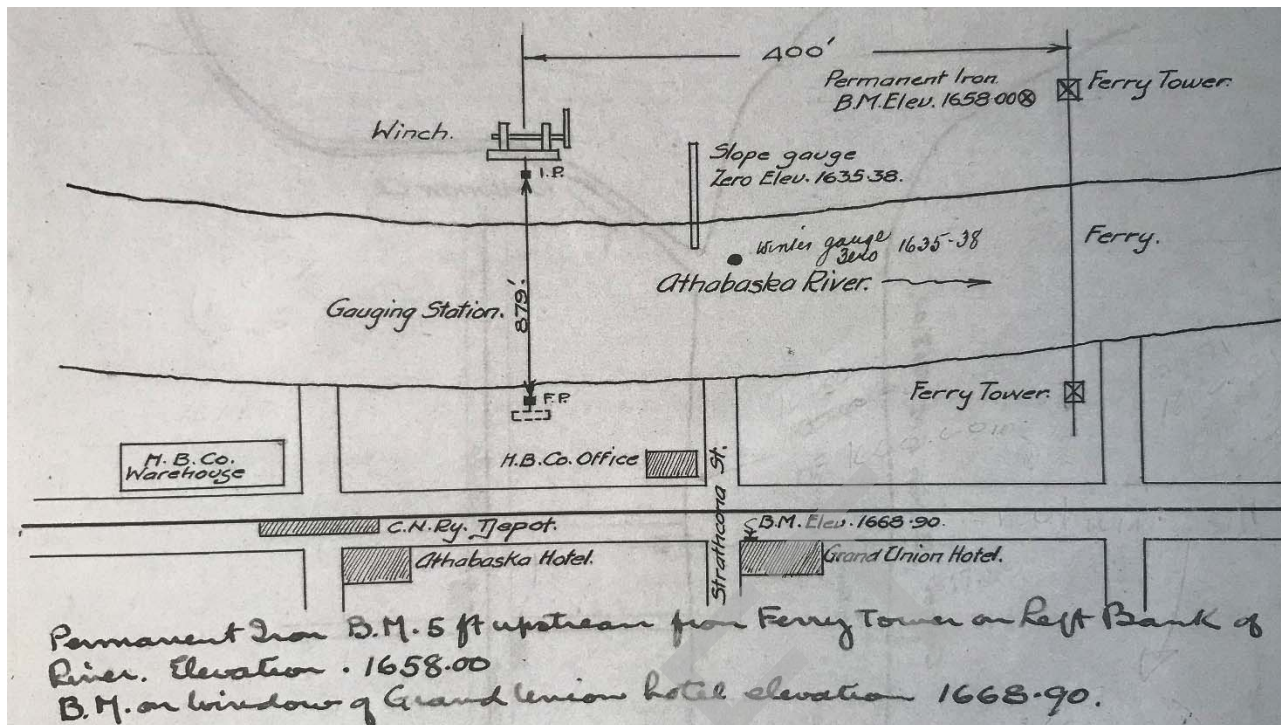 400'
Permanent Iron.
B.M. Elev. 1658.00
Ferry Tower.
Winch.
I.P.
Slope gauge
Zero Elev. 1635.38.
Winter gauge
Zero 1635-38
Ferry.
Athabaska River.
Gauging Station.
879'.
F.P.
Ferry Tower.
H.B.Co.
Warehouse
H.B.Co. Office
Strathcona St.
C.N.Ry. Depot.
B.M. Elev. 1668.90.
Athabaska Hotel.
Grand Union Hotel.
Permanent Iron B.M. 5 ft upstream from Ferry Tower on Left Bank of
River. Elevation . 1658.00
B.M. on window of Grand Union hotel elevation 1668.90.